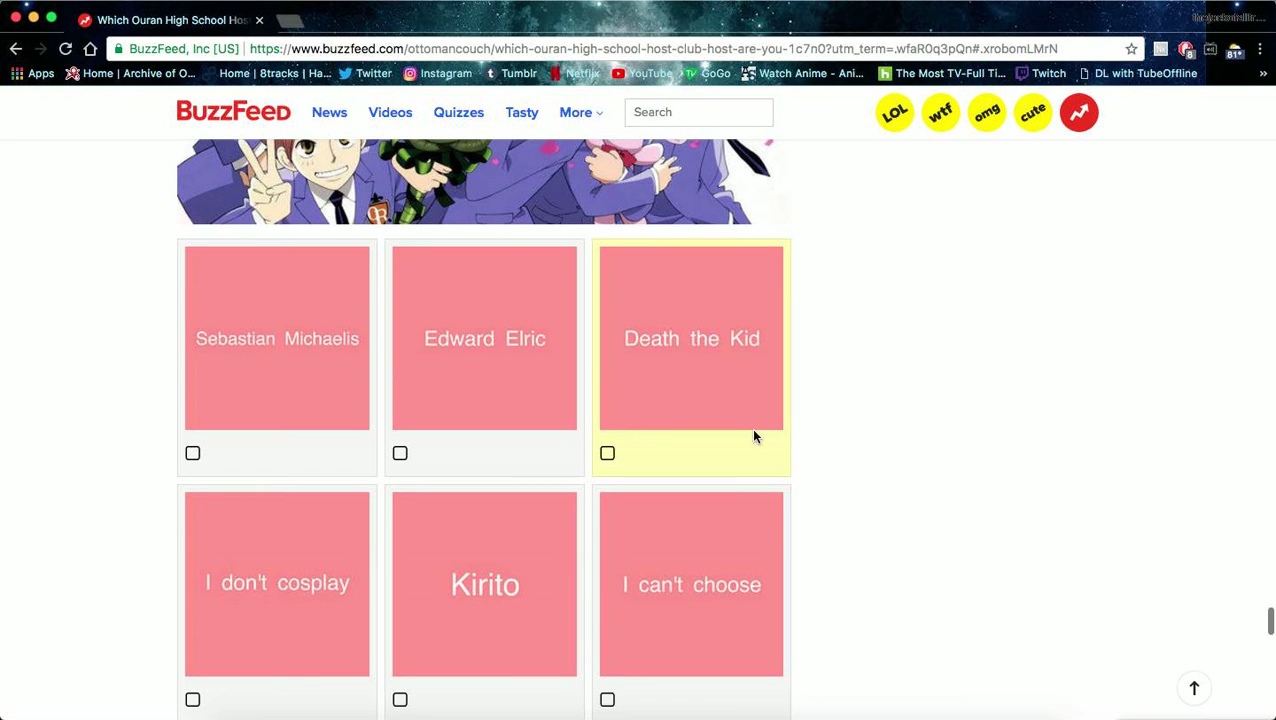 Which Ouran High School Hos
BuzzFeed, Inc [US] https://www.buzzfeed.com/ottomancouch/which-ouran-high-school-host-club-host-are-you-1c7n0?utm_term=.wfaR0q3pQn#.xrobomLMrN
8
81°
Apps Home | Archive of O... Home | 8tracks | Ha... Twitter Instagram Tumblr Netflix YouTube GoGo Watch Anime - Ani... The Most TV-Full Ti... Twitch DL with TubeOffline »
BuzzFeed News Videos Quizzes Tasty More Search LOL wtf omg cute
Sebastian Michaelis Edward Elric Death the Kid
I don't cosplay Kirito I can't choose